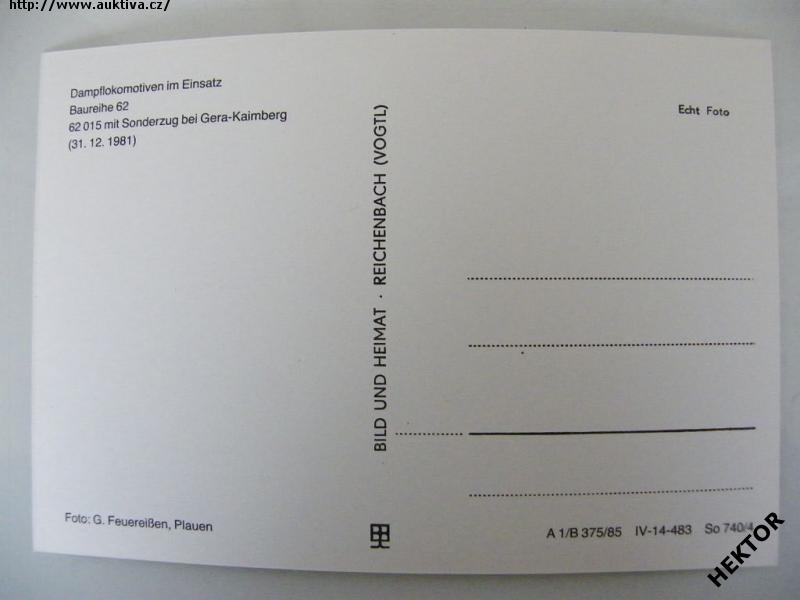 http://www.auktiva.cz/
Dampflokomotiven im Einsatz
Baureihe 62
62 015 mit Sonderzug bei Gera-Kaimberg
(31. 12. 1981)
Foto: G. Feuereißen, Plauen
BILD UND HEIMAT · REICHENBACH (VOGTL)
Echt Foto
A 1/B 375/85 IV-14-483 So 740/4
HEKTOR